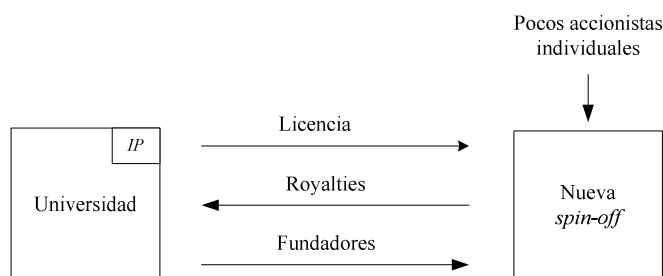 Pocos accionistas
individuales
Licencia
IP
Royalties
Universidad
Nueva
spin-off
Fundadores